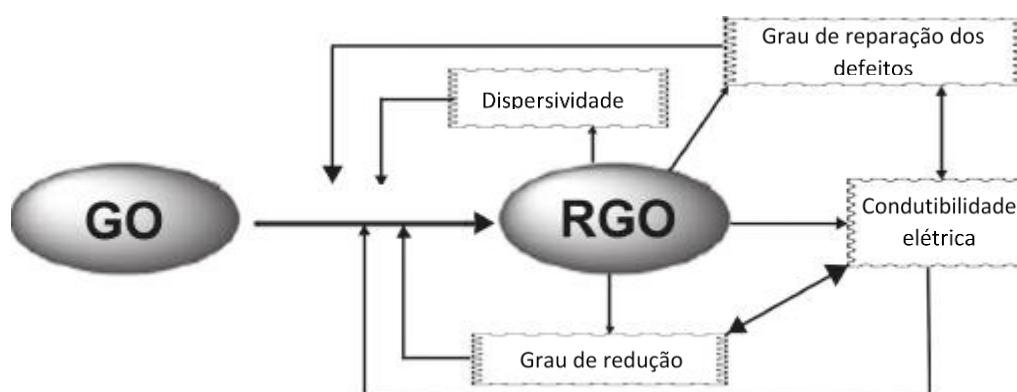 Grau de reparação dos
defeitos
Dispersividade
GO
RGO
Condutibilidade
elétrica
Grau de redução